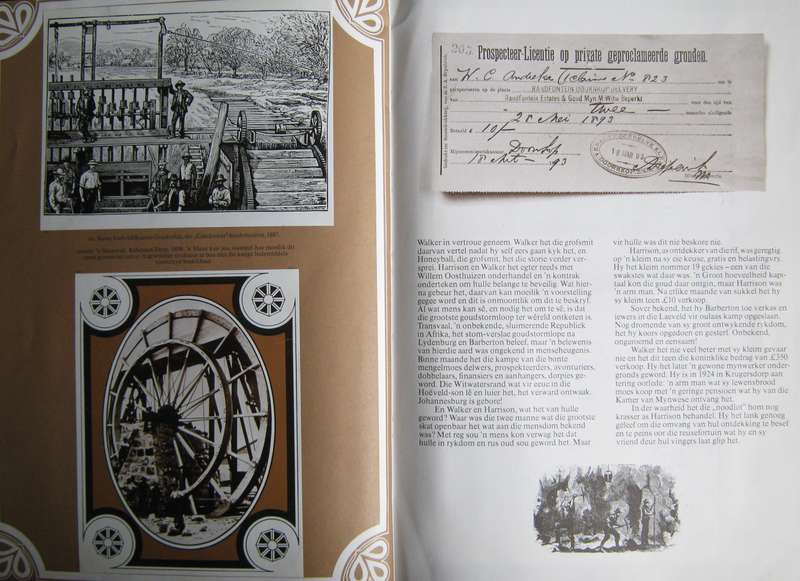 265. Prospecteer-Licentie op private geproclameerde gronden.
W. C.
Claims No 823
RANDFONTEIN
Randfontein Estates & Goud Myn M. Witw. Beperkt
Twee
25 Mei 1893
10/-
Doornkop
93
Walker in vertroue geneem. Walker het die grofsmit
daarvan vertel nadat hy self eers gaan kyk het, en
Honeyball, die grofsmit, het die storie verder ver-
sprei. Harrison en Walker het egter reeds met
Willem Oosthuizen onderhandel en 'n kontrak
onderteken om hulle belange te beveilig. Wat hier-
na gebeur het, daarvan kan moeilik 'n voorstelling
gegee word en dit is onmoontlik om dit te beskryf.
Al wat mens kan sê, en nodig het om te sê, is dat
die grootste goudstormloop ter wêreld ontketen is.
Transvaal, 'n onbekende, sluimerende Republiek
in Afrika, het stom-verslae goudstormlope na
Lydenburg en Barberton beleef, maar 'n belewenis
van hierdie aard was ongekend in menseheugenis.
Binne maande het die kampe van die bonte
mengelmoes delwers, prospekteerders, avonturiers,
dobbelaars, finansiers en aanhangers, dorpies ge-
word. Die Witwatersrand wat vir eeue in die
Hoëveld-son lê en luier het, het verward ontwaak.
Johannesburg is gebore!
En Walker en Harrison, wat het van hulle
geword? Waar was die twee manne wat die grootste
skat openbaar het wat aan die mensdom bekend
was? Met reg sou 'n mens kon verwag het dat
hulle in rykdom en rus oud sou geword het. Maar
vir hulle was dit nie beskore nie.
Harrison, as ontdekker van die rif, was geregtig
op 'n kleim na sy eie keuse, gratis en belastingvry.
Hy het kleim nommer 19 gekies – een van die
swakstes wat daar was. 'n Groot hoeveelheid kapi-
taal kon die goud daar ontgin, maar Harrison was
'n arm man. Na etlike maande van sukkel het hy
sy kleim teen £10 verkoop.
Sover bekend, het hy Barberton toe verkas en
iewers in die Laeveld vir oulaas kamp opgeslaan.
Nog dromende van sy groot ontwykende rykdom,
het hy koors opgedoen en gesterf. Onbekend,
ongeroemd en eensaam!
Walker het nie veel beter met sy kleim gevaar
nie en het dit teen die koninklike bedrag van £350
verkoop. Hy het later 'n gewone mynwerker onder-
gronds geword. Hy is in 1924 in Krugersdorp aan
tering oorlede. 'n arm man wat sy lewensbrood
moes koop met 'n geringe pensioen wat hy van die
Kamer van Mynwese ontvang het.
In der waarheid het die „noodlot” hom nog
krasser as Harrison behandel. Hy het lank genoeg
geleef om die omvang van hul ontdekking te besef
en te peins oor die reusefortuin wat hy en sy
vriend deur hul vingers laat glip het.